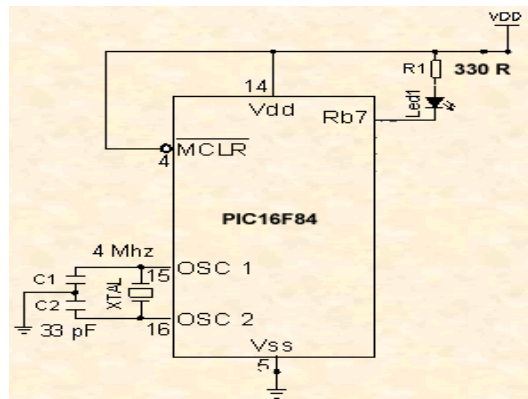 VDD
R1 330 R
Led1
14
Vdd
Rb7
MCLR
4
PIC16F84
4 Mhz
C1
XTAL
15
OSC 1
C2
33 pF
16
OSC 2
Vss
5